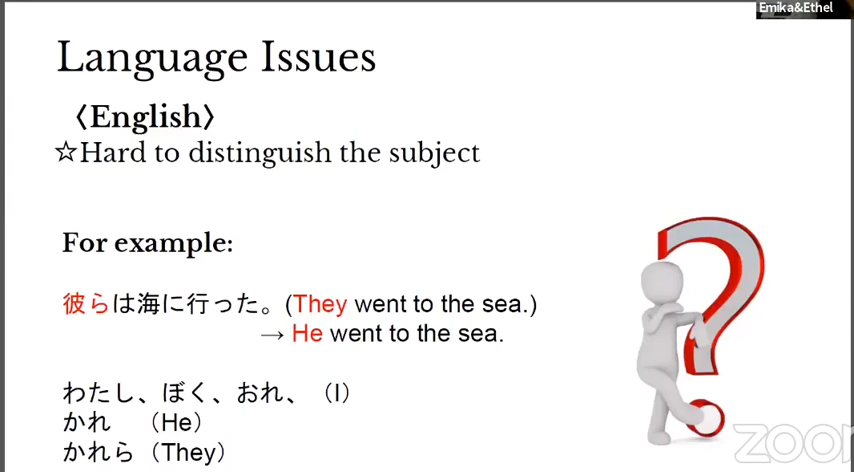 Emika&Ethel
Language Issues
〈English〉
☆Hard to distinguish the subject
For example:
彼らは海に行った。(They went to the sea.)
→ He went to the sea.
わたし、ぼく、おれ、（I）
かれ　（He）
かれら（They）
zoom